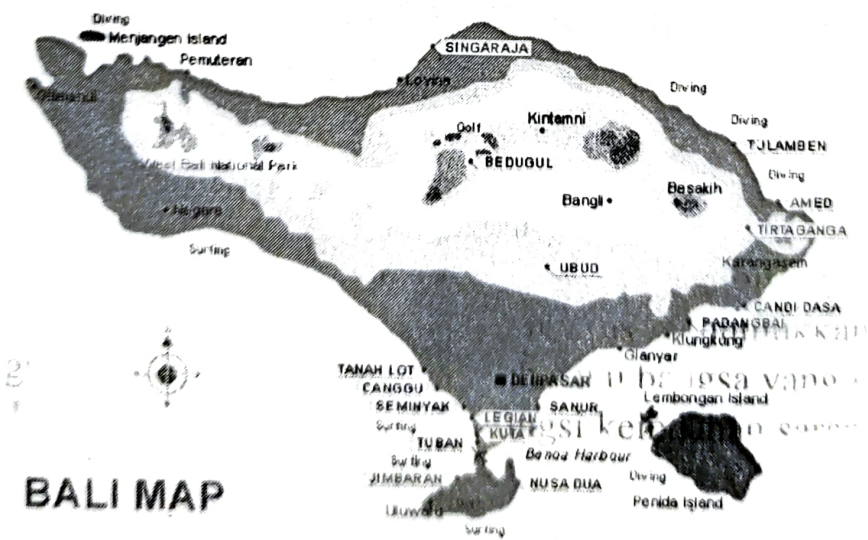 Diving
Menjangen Island
Pemuteran
SINGARAJA
Lovina
Diving
Golf
Kintamni
Diving
TULAMBEN
BEDUGUL
West Bali National Park
Diving
Bangli
Besakih
AMED
Negara
TIRTAGANGA
Surfing
UBUD
Karangasem
CANDI DASA
PADANGBAI
Klungkung
Gianyar
TANAH LOT
DENPASAR
CANGGU
Lembongan Island
SEMINYAK
LEGIAN
SANUR
Surfing
KUTA
TUBAN
Surfing
Benoa Harbour
JIMBARAN
NUSA DUA
Diving
BALI MAP
Penida Island
Surfing